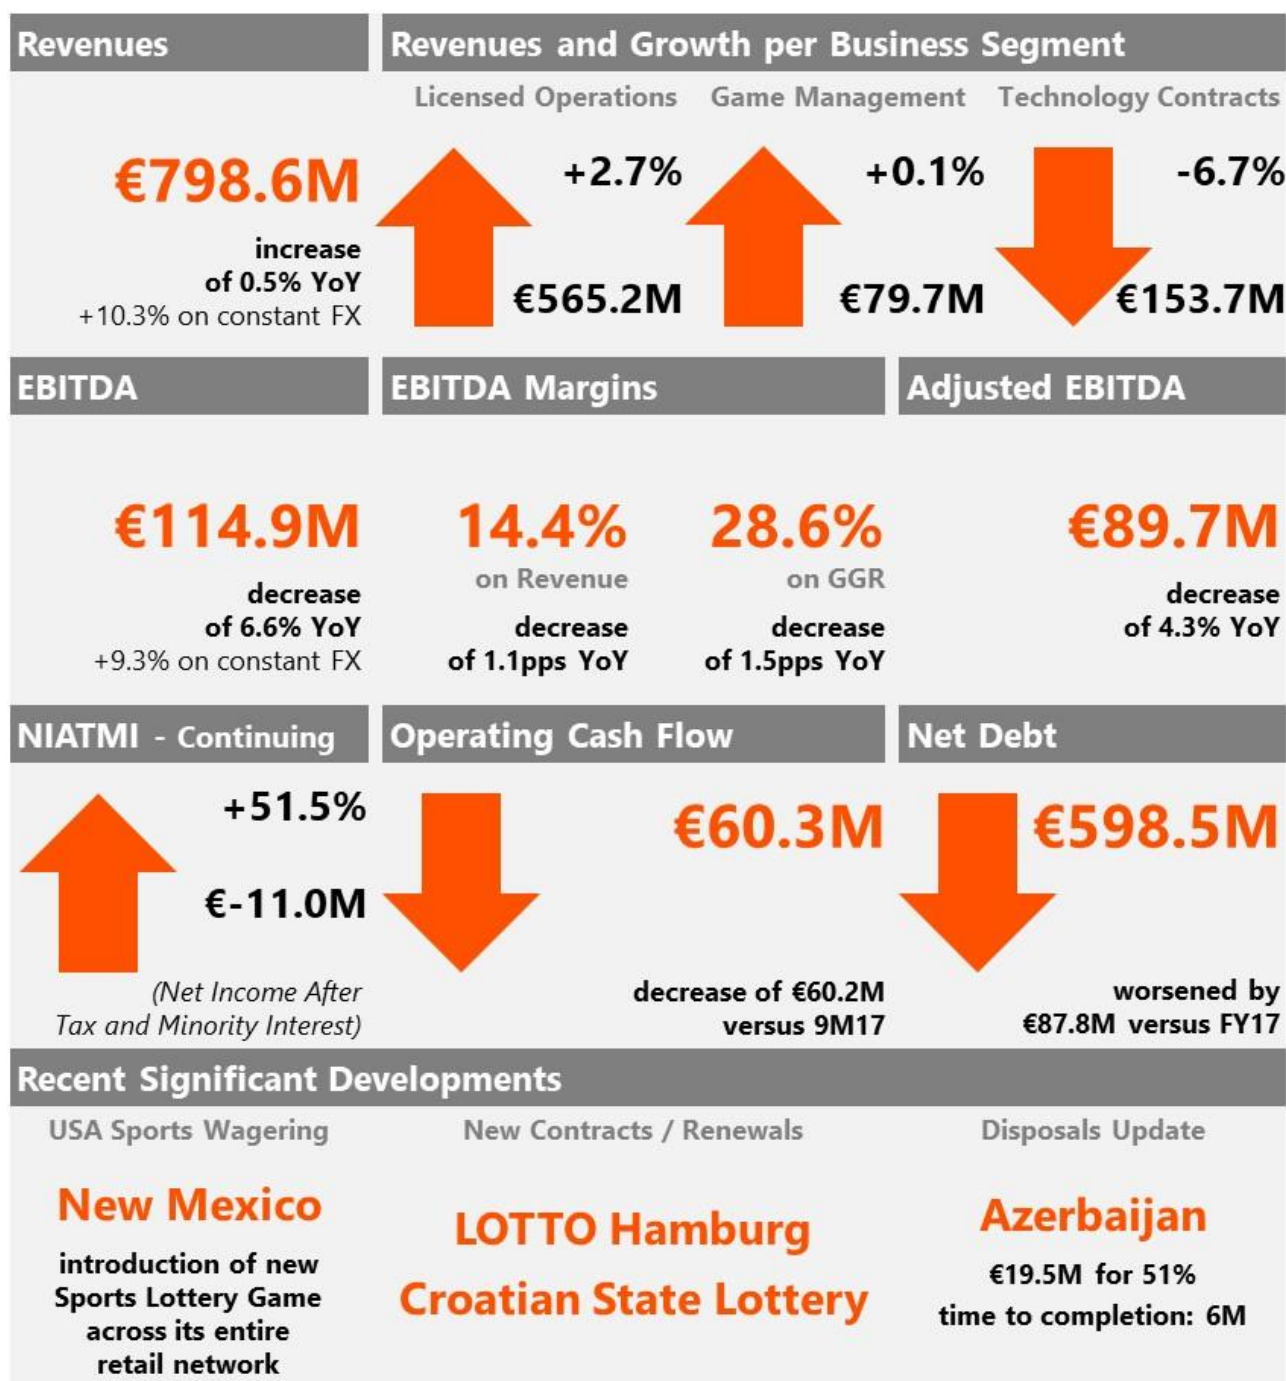 Revenues
€798.6M
increase
of 0.5% YoY
+10.3% on constant FX
Revenues and Growth per Business Segment
Licensed Operations
+2.7%
€565.2M
Game Management
+0.1%
€79.7M
Technology Contracts
-6.7%
€153.7M
EBITDA
€114.9M
decrease
of 6.6% YoY
+9.3% on constant FX
EBITDA Margins
14.4%
on Revenue
decrease
of 1.1pps YoY
28.6%
on GGR
decrease
of 1.5pps YoY
Adjusted EBITDA
€89.7M
decrease
of 4.3% YoY
NIATMI - Continuing
+51.5%
€-11.0M
(Net Income After
Tax and Minority Interest)
Operating Cash Flow
€60.3M
decrease of €60.2M
versus 9M17
Net Debt
€598.5M
worsened by
€87.8M versus FY17
Recent Significant Developments
USA Sports Wagering
New Mexico
introduction of new
Sports Lottery Game
across its entire
retail network
New Contracts / Renewals
LOTTO Hamburg
Croatian State Lottery
Disposals Update
Azerbaijan
€19.5M for 51%
time to completion: 6M